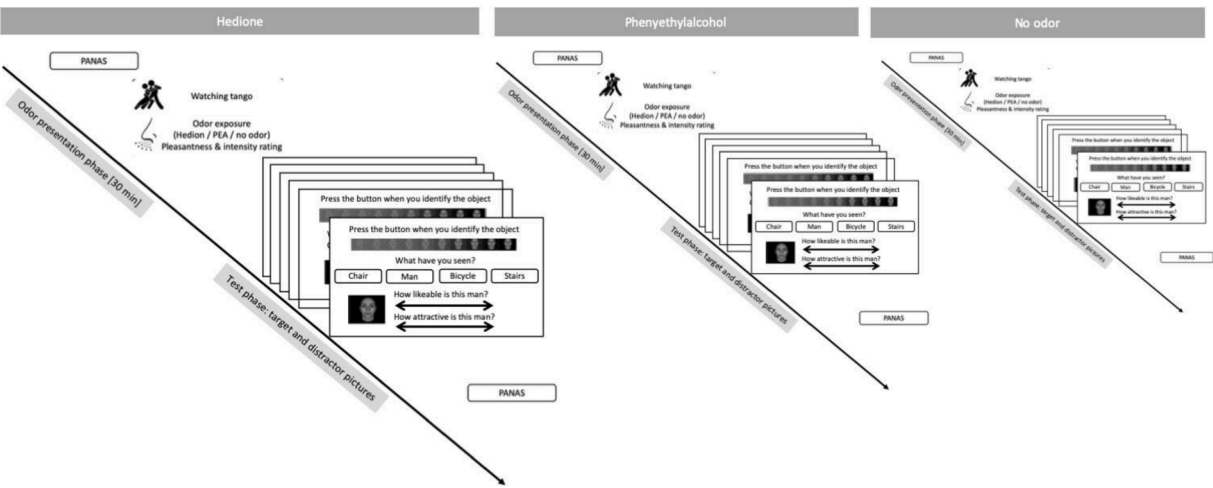 Hedione
PANAS
Watching tango
Odor exposure
(Hedion / PEA / no odor)
Pleasantness & intensity rating
Odor presentation phase [30 min]
Press the button when you identify the object
Press the button when you identify the object
What have you seen?
Chair Man Bicycle Stairs
How likeable is this man?
How attractive is this man?
Test phase: target and distractor pictures
PANAS
Phenyethylalcohol
PANAS
Watching tango
Odor exposure
(Hedion / PEA / no odor)
Pleasantness & intensity rating
Odor presentation phase [30 min]
Press the button when you identify the object
Press the button when you identify the object
What have you seen?
Chair Man Bicycle Stairs
How likeable is this man?
How attractive is this man?
Test phase: target and distractor pictures
PANAS
No odor
PANAS
Watching tango
Odor exposure
(Hedion / PEA / no odor)
Pleasantness & intensity rating
Odor presentation phase [30 min]
Press the button when you identify the object
Press the button when you identify the object
What have you seen?
Chair Man Bicycle Stairs
How likeable is this man?
How attractive is this man?
Test phase: target and distractor pictures
PANAS